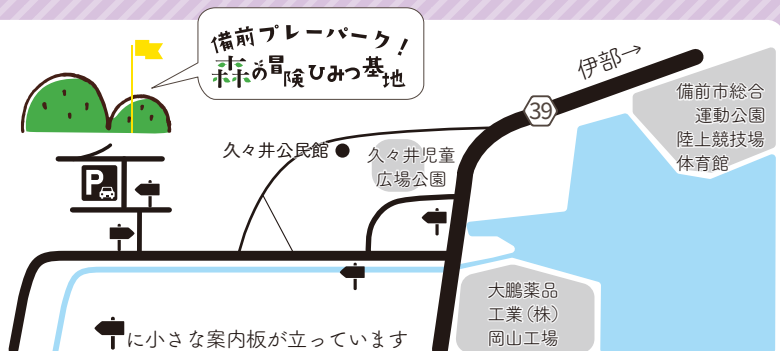 備前プレーパーク！
森の冒険ひみつ基地
伊部→
39
備前市総合
運動公園
陸上競技場
体育館
久々井公民館
久々井児童
広場公園
P
大鵬薬品
工業(株)
岡山工場
に小さな案内板が立っています